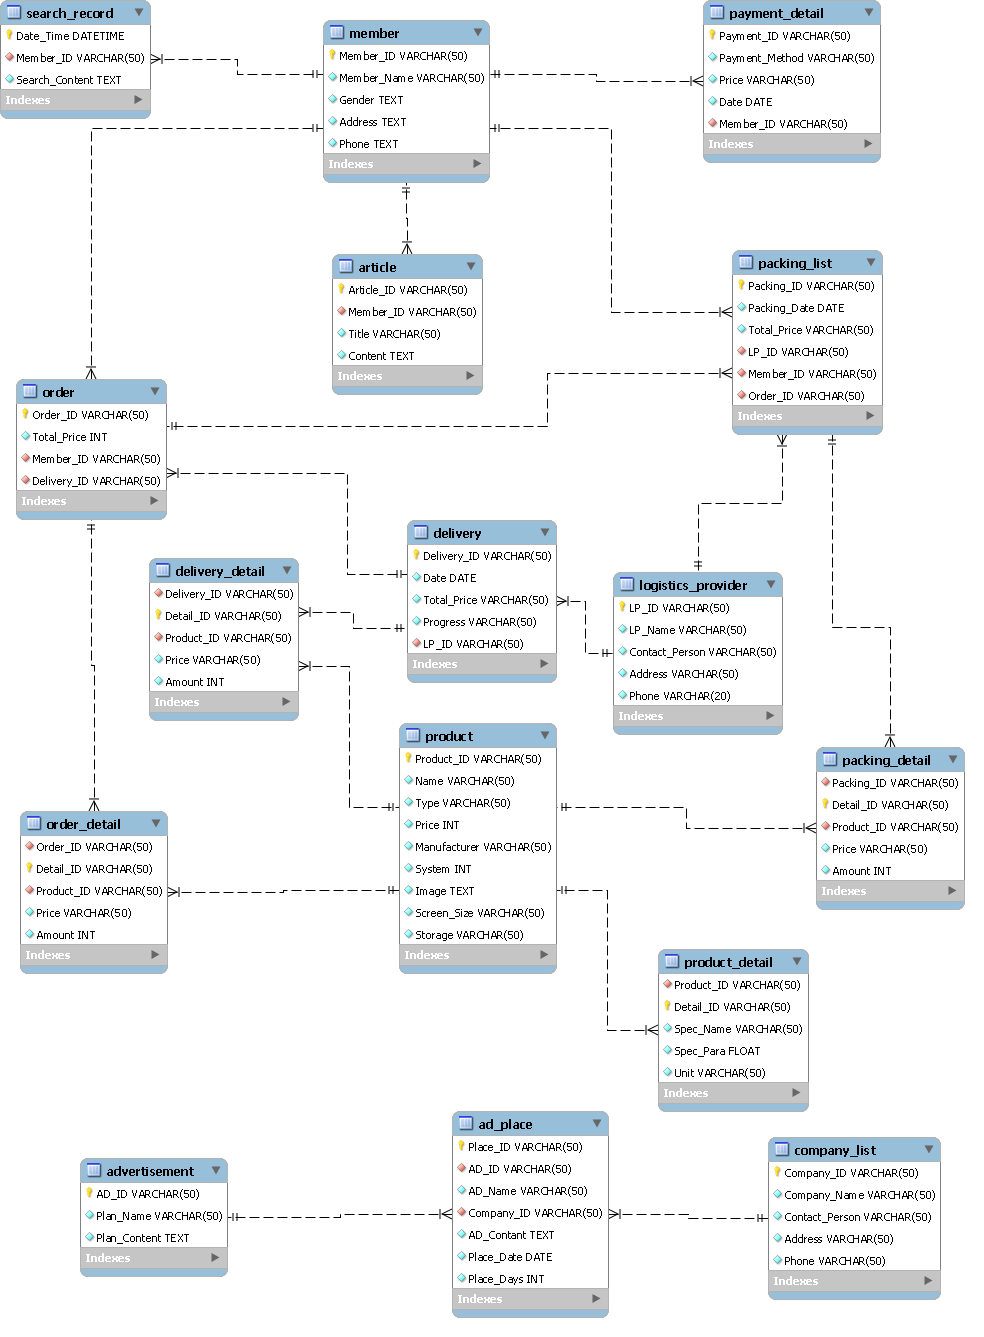 search_record
Date_Time DATETIME
Member_ID VARCHAR(50)
Search_Content TEXT
Indexes
member
Member_ID VARCHAR(50)
Member_Name VARCHAR(50)
Gender TEXT
Address TEXT
Phone TEXT
Indexes
payment_detail
Payment_ID VARCHAR(50)
Payment_Method VARCHAR(50)
Price VARCHAR(50)
Date DATE
Member_ID VARCHAR(50)
Indexes
article
Article_ID VARCHAR(50)
Member_ID VARCHAR(50)
Title VARCHAR(50)
Content TEXT
Indexes
packing_list
Packing_ID VARCHAR(50)
Packing_Date DATE
Total_Price VARCHAR(50)
LP_ID VARCHAR(50)
Member_ID VARCHAR(50)
Order_ID VARCHAR(50)
Indexes
order
Order_ID VARCHAR(50)
Total_Price INT
Member_ID VARCHAR(50)
Delivery_ID VARCHAR(50)
Indexes
delivery
Delivery_ID VARCHAR(50)
Date DATE
Total_Price VARCHAR(50)
Progress VARCHAR(50)
LP_ID VARCHAR(50)
Indexes
delivery_detail
Delivery_ID VARCHAR(50)
Detail_ID VARCHAR(50)
Product_ID VARCHAR(50)
Price VARCHAR(50)
Amount INT
Indexes
logistics_provider
LP_ID VARCHAR(50)
LP_Name VARCHAR(50)
Contact_Person VARCHAR(50)
Address VARCHAR(50)
Phone VARCHAR(20)
Indexes
product
Product_ID VARCHAR(50)
Name VARCHAR(50)
Type VARCHAR(50)
Price INT
Manufacturer VARCHAR(50)
System INT
Image TEXT
Screen_Size VARCHAR(50)
Storage VARCHAR(50)
Indexes
packing_detail
Packing_ID VARCHAR(50)
Detail_ID VARCHAR(50)
Product_ID VARCHAR(50)
Price VARCHAR(50)
Amount INT
Indexes
order_detail
Order_ID VARCHAR(50)
Detail_ID VARCHAR(50)
Product_ID VARCHAR(50)
Price VARCHAR(50)
Amount INT
Indexes
product_detail
Product_ID VARCHAR(50)
Detail_ID VARCHAR(50)
Spec_Name VARCHAR(50)
Spec_Para FLOAT
Unit VARCHAR(50)
Indexes
advertisement
AD_ID VARCHAR(50)
Plan_Name VARCHAR(50)
Plan_Content TEXT
Indexes
ad_place
Place_ID VARCHAR(50)
AD_ID VARCHAR(50)
AD_Name VARCHAR(50)
Company_ID VARCHAR(50)
AD_Contant TEXT
Place_Date DATE
Place_Days INT
Indexes
company_list
Company_ID VARCHAR(50)
Company_Name VARCHAR(50)
Contact_Person VARCHAR(50)
Address VARCHAR(50)
Phone VARCHAR(50)
Indexes